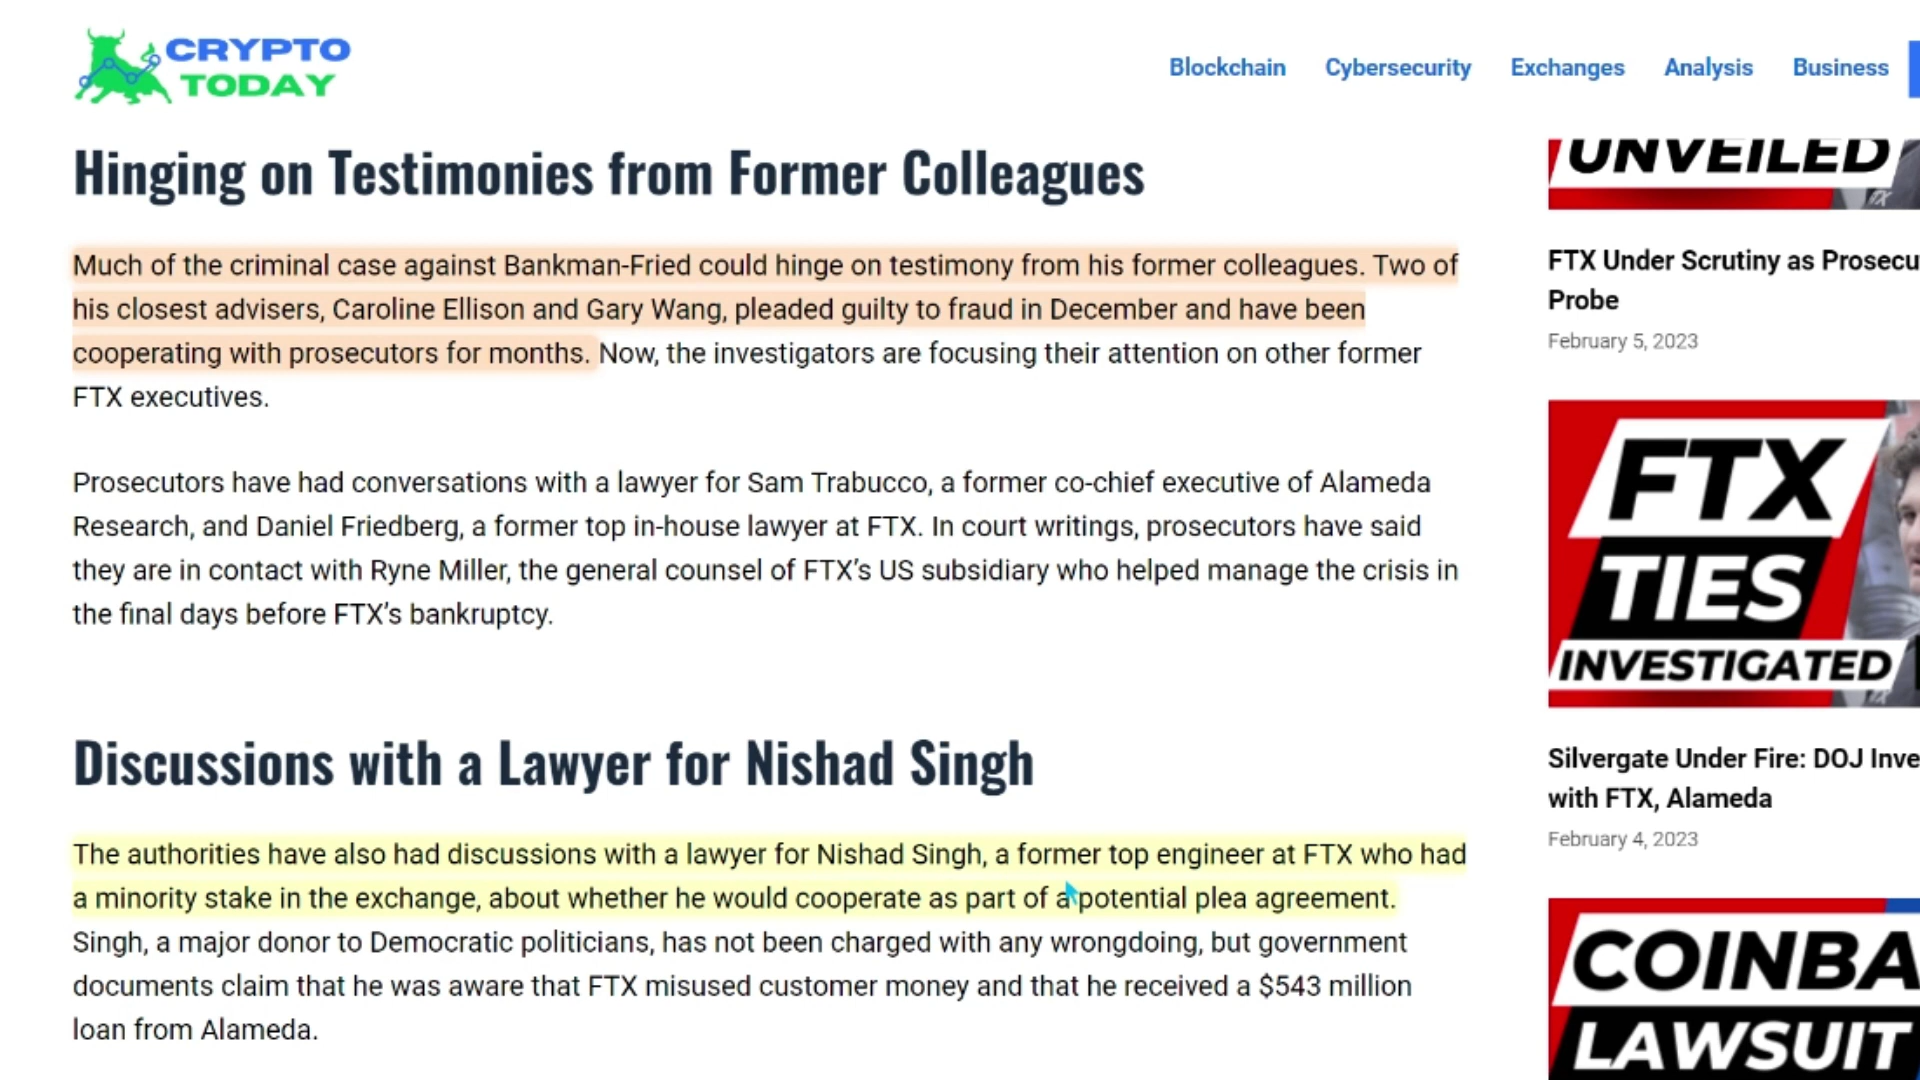 CRYPTO
TODAY
Blockchain Cybersecurity Exchanges Analysis Business
Hinging on Testimonies from Former Colleagues
Much of the criminal case against Bankman-Fried could hinge on testimony from his former colleagues. Two of
his closest advisers, Caroline Ellison and Gary Wang, pleaded guilty to fraud in December and have been
cooperating with prosecutors for months. Now, the investigators are focusing their attention on other former
FTX executives.
Prosecutors have had conversations with a lawyer for Sam Trabucco, a former co-chief executive of Alameda
Research, and Daniel Friedberg, a former top in-house lawyer at FTX. In court writings, prosecutors have said
they are in contact with Ryne Miller, the general counsel of FTX’s US subsidiary who helped manage the crisis in
the final days before FTX’s bankruptcy.
Discussions with a Lawyer for Nishad Singh
The authorities have also had discussions with a lawyer for Nishad Singh, a former top engineer at FTX who had
a minority stake in the exchange, about whether he would cooperate as part of a potential plea agreement.
Singh, a major donor to Democratic politicians, has not been charged with any wrongdoing, but government
documents claim that he was aware that FTX misused customer money and that he received a $543 million
loan from Alameda.
UNVEILED
FTX Under Scrutiny as Prosecu
Probe
February 5, 2023
FTX
TIES
INVESTIGATED
Silvergate Under Fire: DOJ Inve
with FTX, Alameda
February 4, 2023
COINBA
LAWSUIT